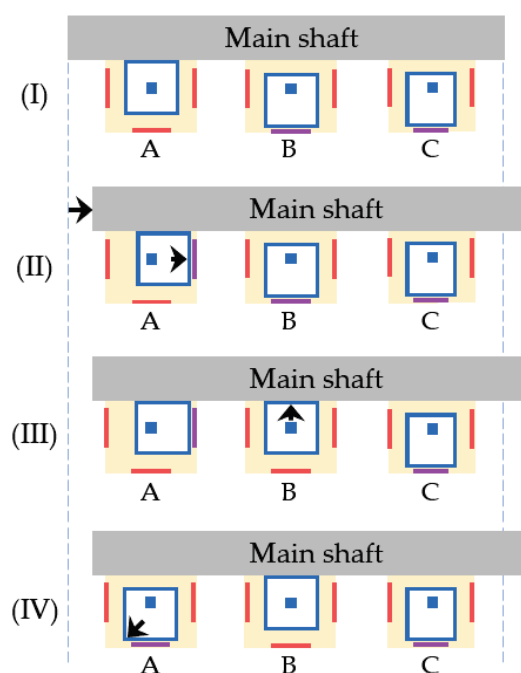 Main shaft
(I)
A B C
Main shaft
(II)
A B C
Main shaft
(III)
A B C
Main shaft
(IV)
A B C